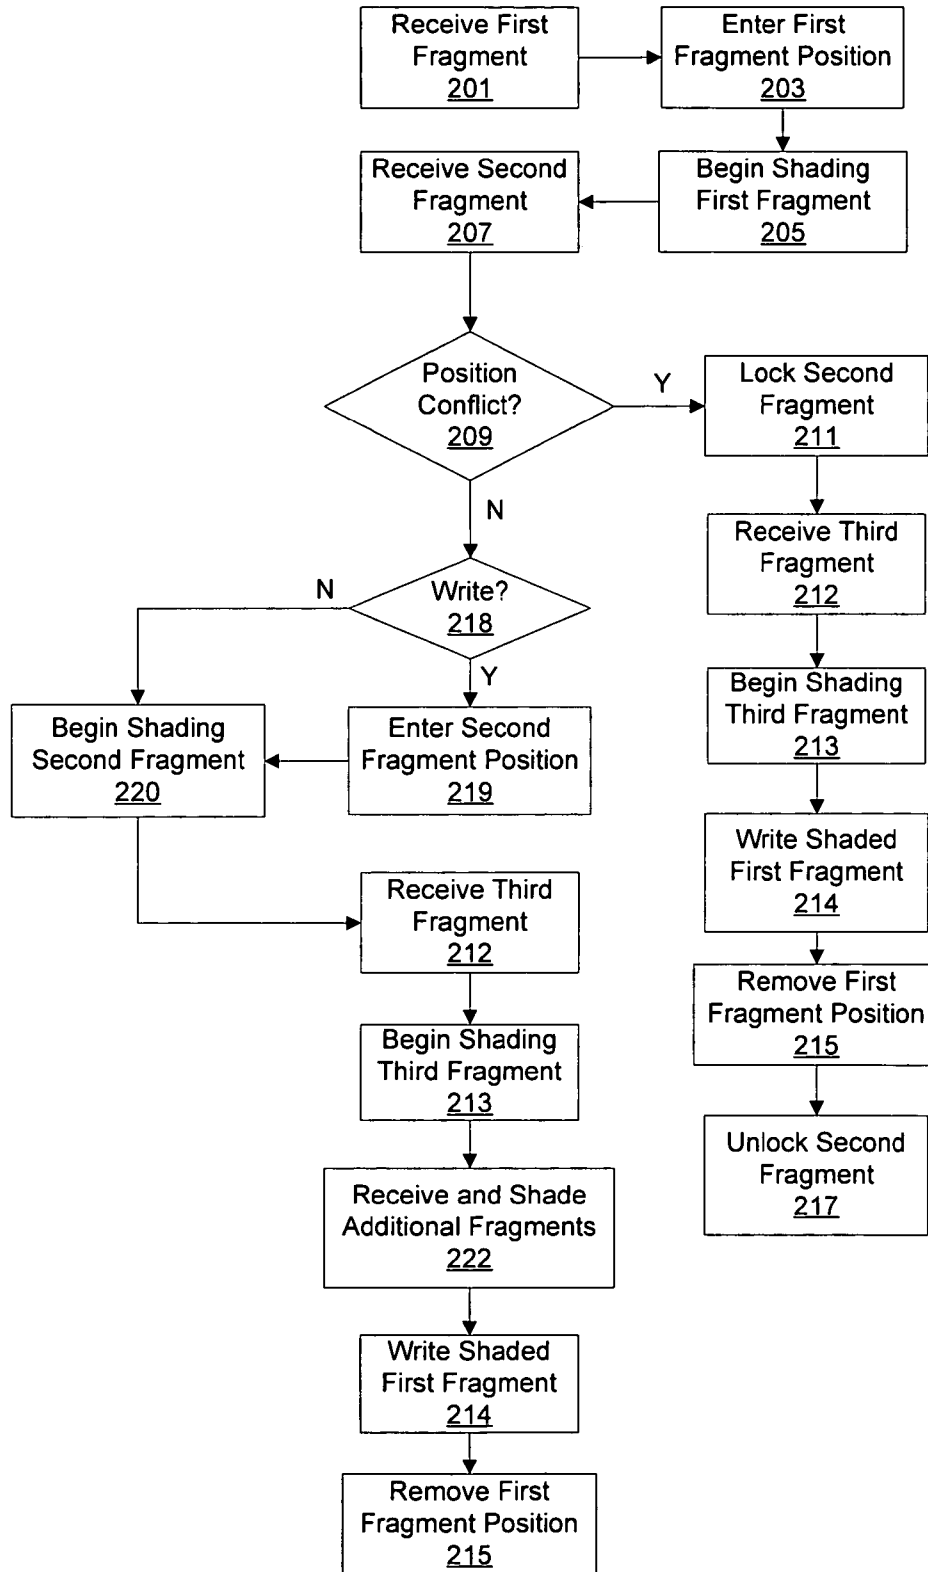 Receive First
Fragment
201
Enter First
Fragment Position
203
Receive Second
Fragment
207
Begin Shading
First Fragment
205
Position
Conflict?
209
Y
Lock Second
Fragment
211
N
Receive Third
Fragment
212
Write?
218
N
Y
Begin Shading
Third Fragment
213
Begin Shading
Second Fragment
220
Enter Second
Fragment Position
219
Write Shaded
First Fragment
214
Receive Third
Fragment
212
Remove First
Fragment Position
215
Begin Shading
Third Fragment
213
Unlock Second
Fragment
217
Receive and Shade
Additional Fragments
222
Write Shaded
First Fragment
214
Remove First
Fragment Position
215